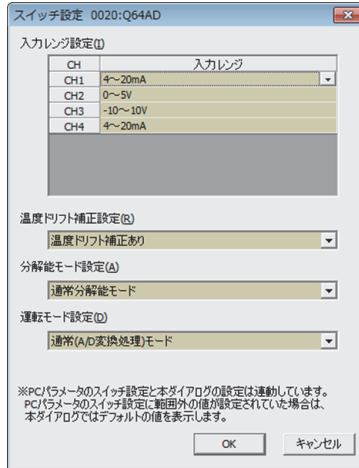 スイッチ設定 0020:Q64AD
入力レンジ設定(I)
CH 入力レンジ
CH1 4～20mA
CH2 0～5V
CH3 -10～10V
CH4 4～20mA
温度ドリフト補正設定(R)
温度ドリフト補正あり
分解能モード設定(A)
通常分解能モード
運転モード設定(D)
通常(A/D変換処理)モード
※PCパラメータのスイッチ設定と本ダイアログの設定は連動しています。
PCパラメータのスイッチ設定に範囲外の値が設定されていた場合は、
本ダイアログではデフォルトの値を表示します。
OK キャンセル